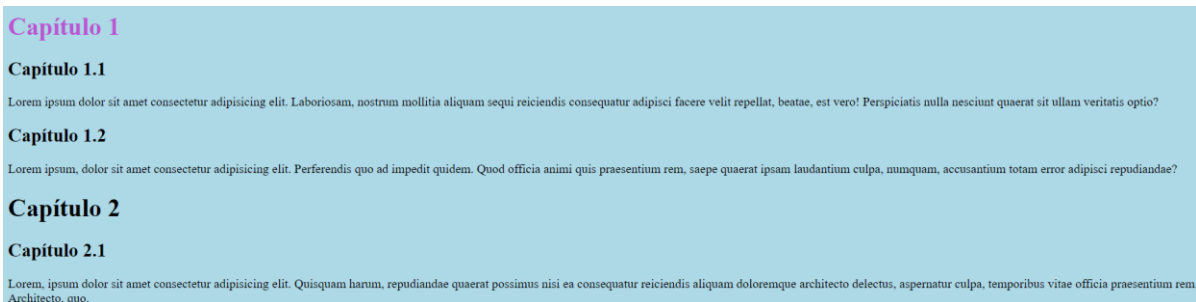 Capítulo 1
Capítulo 1.1
Lorem ipsum dolor sit amet consectetur adipisicing elit. Laboriosam, nostrum mollitia aliquam sequi reiciendis consequatur adipisci facere velit repellat, beatae, est vero! Perspiciatis nulla nesciunt quaerat sit ullam veritatis optio?
Capítulo 1.2
Lorem ipsum, dolor sit amet consectetur adipisicing elit. Perferendis quo ad impedit quidem. Quod officia animi quis praesentium rem, saepe quaerat ipsam laudantium culpa, numquam, accusantium totam error adipisci repudiandae?
Capítulo 2
Capítulo 2.1
Lorem, ipsum dolor sit amet consectetur adipisicing elit. Quisquam harum, repudiandae quaerat possimus nisi ea consequatur reiciendis aliquam doloremque architecto delectus, aspernatur culpa, temporibus vitae officia praesentium rem
Architecto, quo.